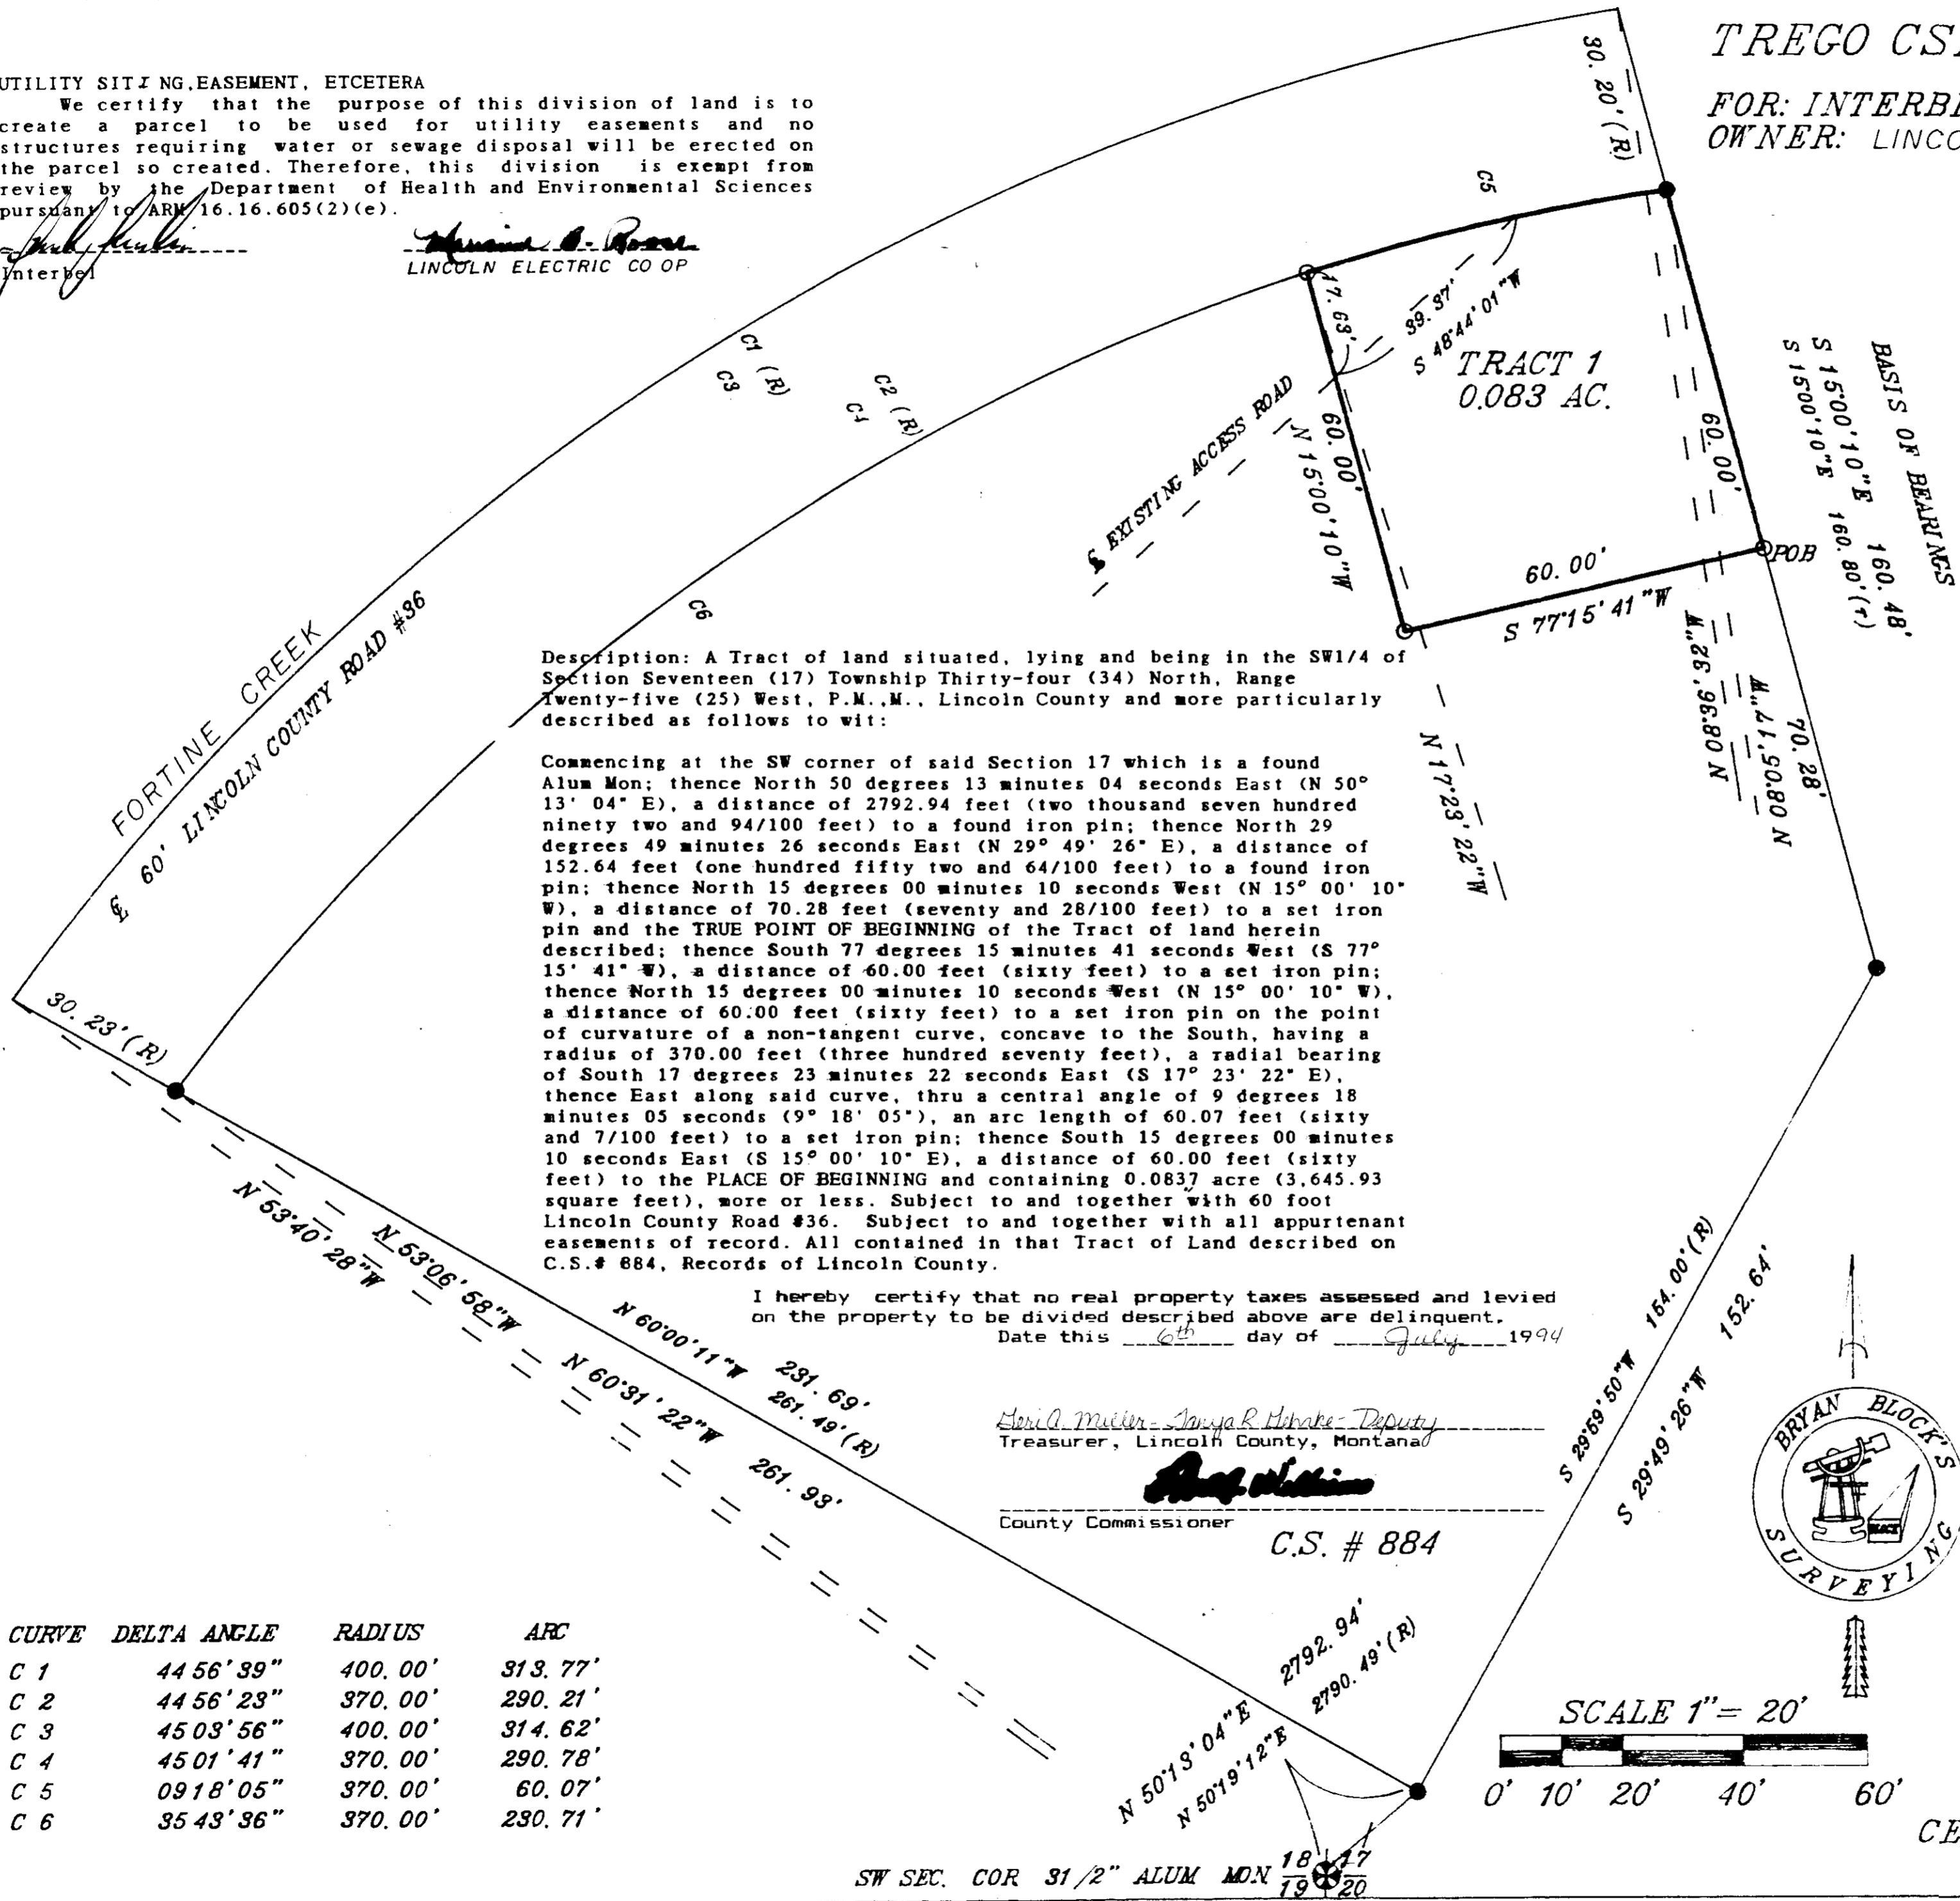 TREGO CS
FOR: INTERB
OWNER: LINCO
UTILITY SITING, EASEMENT, ETCETERA
We certify that the purpose of this division of land is to
create a parcel to be used for utility easements and no
structures requiring water or sewage disposal will be erected on
the parcel so created. Therefore, this division is exempt from
review by the Department of Health and Environmental Sciences
pursuant to ARM 16.16.605(2)(e).
Interbel
LINCOLN ELECTRIC CO OP
30.20'(R)
C5
C1 (R)
C3
C2 (R)
C4
C6
17.63'
39.37'
S 48°44'01"W
TRACT 1
0.083 AC.
60.00'
N 15°00'10"W
60.00'
60.00'
S 77°15'41"W
POB
BASIS OF BEARINGS
S 15°00'10"E 160.48'
S 15°00'10"E 160.80'(r)
℄ EXISTING ACCESS ROAD
N 17°23'22"W
N 08°36'32"W
N 08°05'17"W
70.28'
FORTINE CREEK
℄ 60' LINCOLN COUNTY ROAD #36
30.23'(R)
Description: A Tract of land situated, lying and being in the SW1/4 of
Section Seventeen (17) Township Thirty-four (34) North, Range
Twenty-five (25) West, P.M.,M., Lincoln County and more particularly
described as follows to wit:
Commencing at the SW corner of said Section 17 which is a found
Alum Mon; thence North 50 degrees 13 minutes 04 seconds East (N 50°
13' 04" E), a distance of 2792.94 feet (two thousand seven hundred
ninety two and 94/100 feet) to a found iron pin; thence North 29
degrees 49 minutes 26 seconds East (N 29° 49' 26" E), a distance of
152.64 feet (one hundred fifty two and 64/100 feet) to a found iron
pin; thence North 15 degrees 00 minutes 10 seconds West (N 15° 00' 10"
W), a distance of 70.28 feet (seventy and 28/100 feet) to a set iron
pin and the TRUE POINT OF BEGINNING of the Tract of land herein
described; thence South 77 degrees 15 minutes 41 seconds West (S 77°
15' 41" W), a distance of 60.00 feet (sixty feet) to a set iron pin;
thence North 15 degrees 00 minutes 10 seconds West (N 15° 00' 10" W),
a distance of 60.00 feet (sixty feet) to a set iron pin on the point
of curvature of a non-tangent curve, concave to the South, having a
radius of 370.00 feet (three hundred seventy feet), a radial bearing
of South 17 degrees 23 minutes 22 seconds East (S 17° 23' 22" E),
thence East along said curve, thru a central angle of 9 degrees 18
minutes 05 seconds (9° 18' 05"), an arc length of 60.07 feet (sixty
and 7/100 feet) to a set iron pin; thence South 15 degrees 00 minutes
10 seconds East (S 15° 00' 10" E), a distance of 60.00 feet (sixty
feet) to the PLACE OF BEGINNING and containing 0.0837 acre (3,645.93
square feet), more or less. Subject to and together with 60 foot
Lincoln County Road #36. Subject to and together with all appurtenant
easements of record. All contained in that Tract of Land described on
C.S.# 884, Records of Lincoln County.
I hereby certify that no real property taxes assessed and levied
on the property to be divided described above are delinquent.
Date this 6th day of July 1994
Treasurer, Lincoln County, Montana
County Commissioner
C.S. # 884
N 53°40'28"W
N 53°06'58"W
N 60°00'11"W 231.69'
261.49'(R)
N 60°31'22"W 261.93'
S 29°59'50"W 154.00'(R)
S 29°49'26"W 152.64'
BRYAN BLOCK'S
SURVEYING
BLOCK
N 50°13'04"E 2792.94'
N 50°19'12"E 2790.49'(R)
CURVE DELTA ANGLE RADIUS ARC
C 1 44 56'39" 400.00' 313.77'
C 2 44 56'23" 370.00' 290.21'
C 3 45 03'56" 400.00' 314.62'
C 4 45 01'41" 370.00' 290.78'
C 5 09 18'05" 370.00' 60.07'
C 6 35 43'36" 370.00' 230.71'
SCALE 1"= 20'
0' 10' 20' 40' 60'
CE
SW SEC. COR 31/2" ALUM MON
18 17
19 20